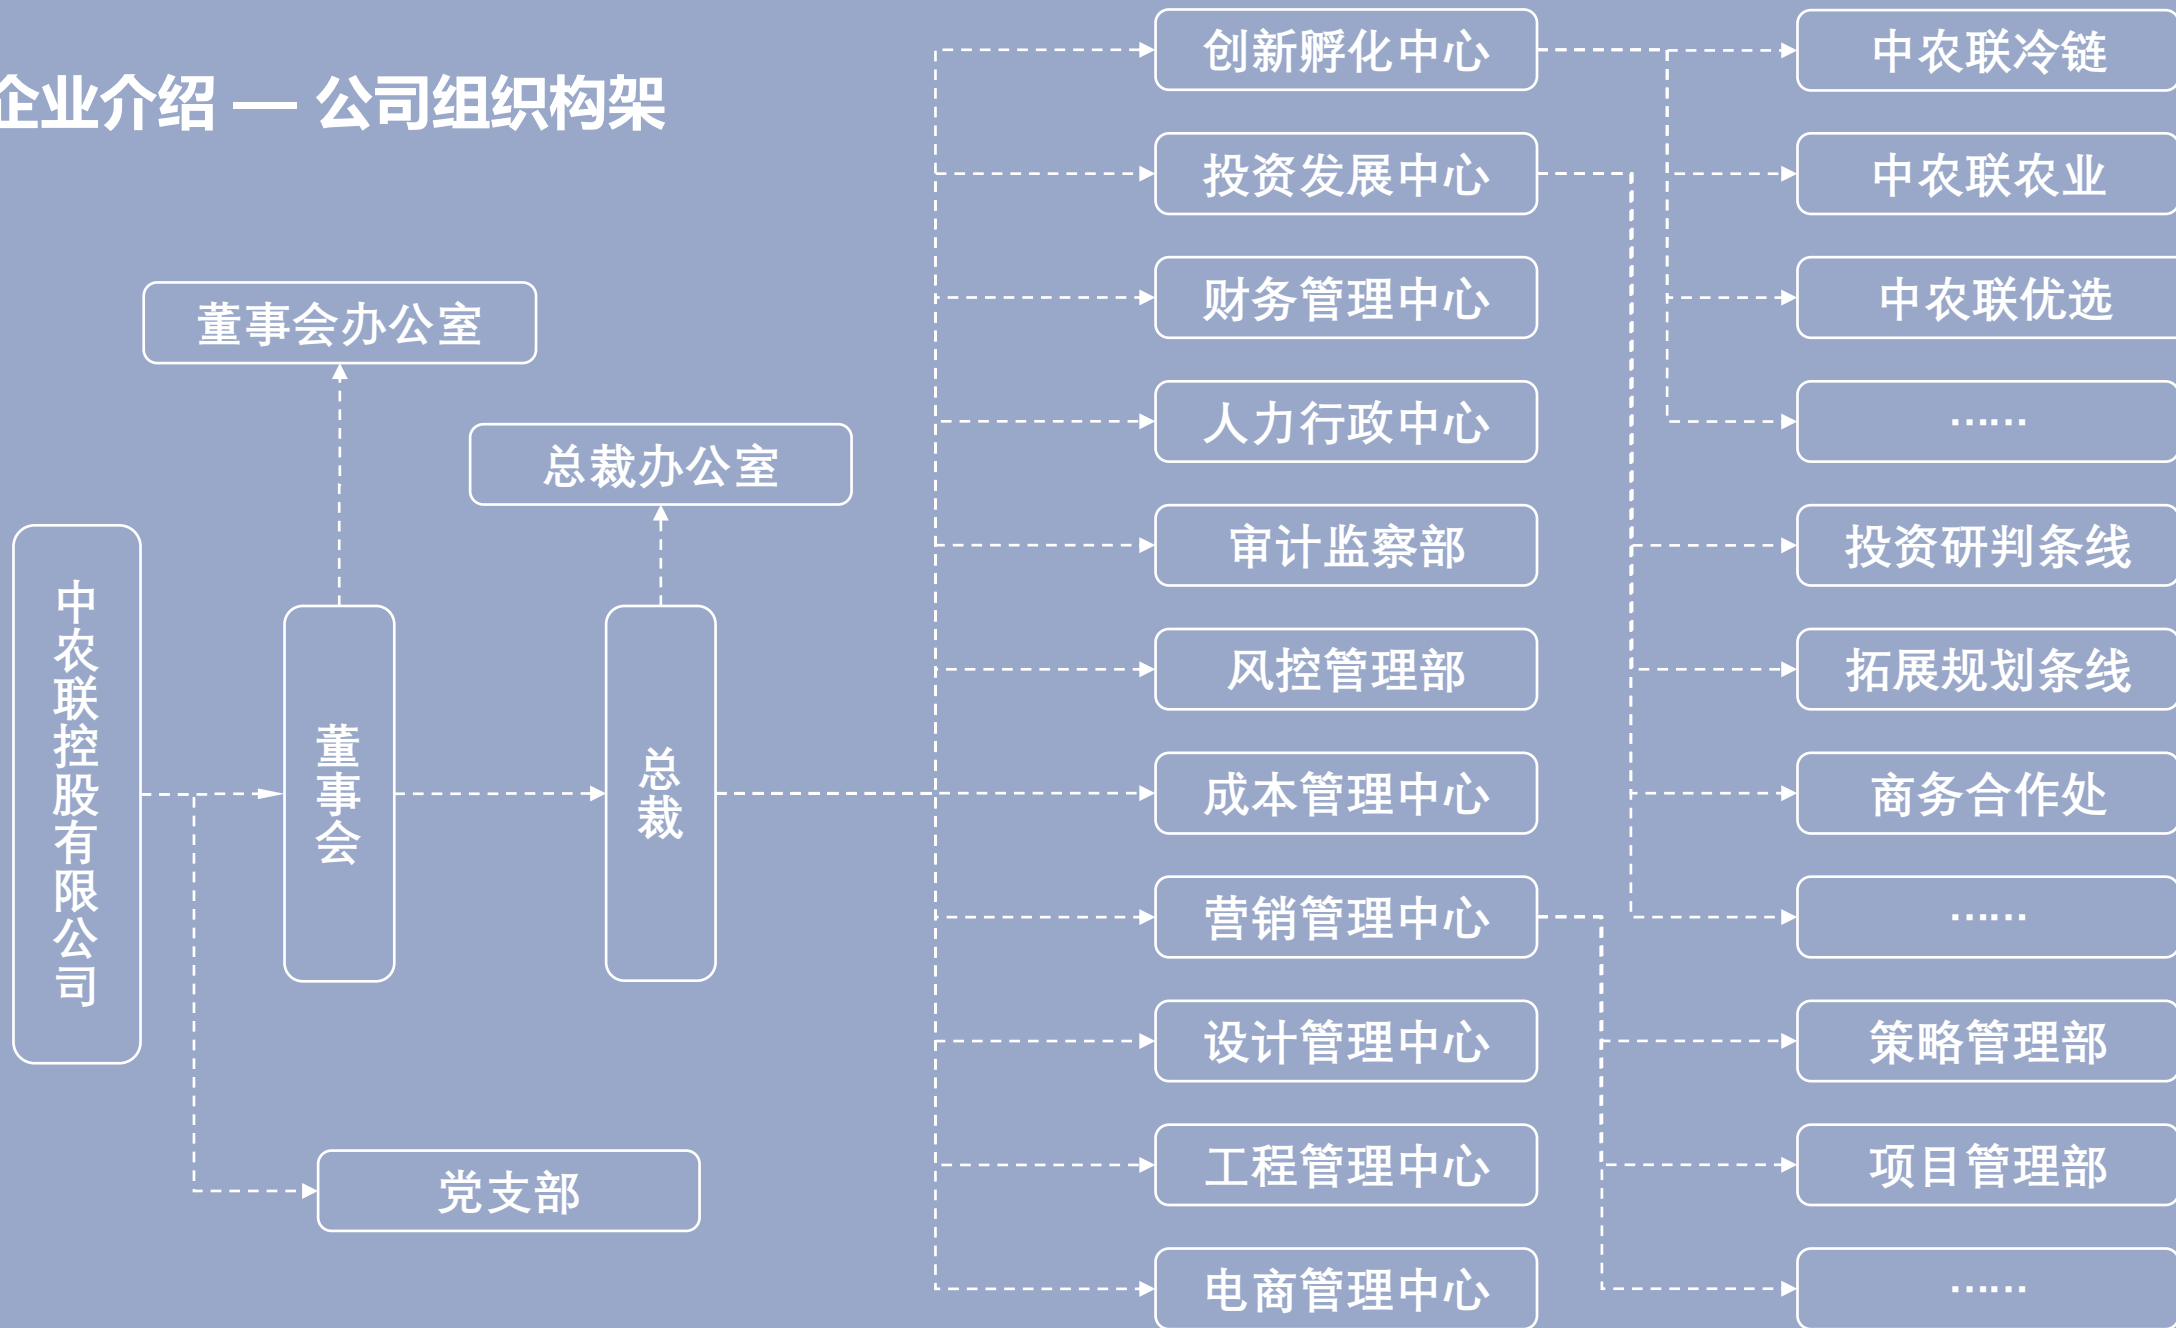 企业介绍 — 公司组织构架
中农联控股有限公司
董事会办公室
董事会
党支部
总裁办公室
总裁
创新孵化中心
投资发展中心
财务管理中心
人力行政中心
审计监察部
风控管理部
成本管理中心
营销管理中心
设计管理中心
工程管理中心
电商管理中心
中农联冷链
中农联农业
中农联优选
……
投资研判条线
拓展规划条线
商务合作处
……
策略管理部
项目管理部
……